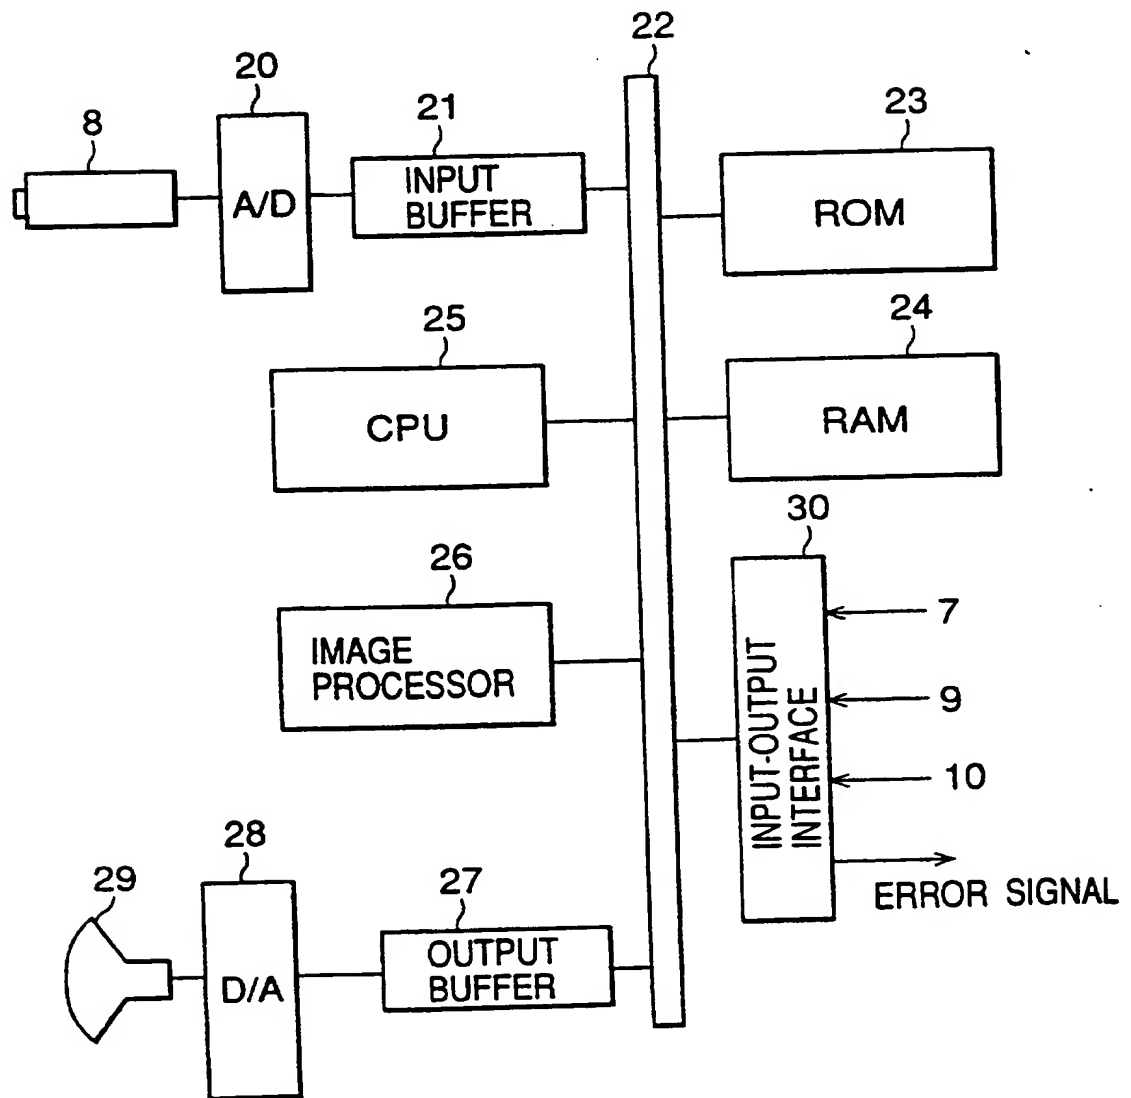 22
20
21
23
8
INPUT
BUFFER
A/D
ROM
25
24
CPU
RAM
30
26
7
IMAGE
PROCESSOR
9
INPUT-OUTPUT
INTERFACE
10
28
29
27
ERROR SIGNAL
OUTPUT
BUFFER
D/A